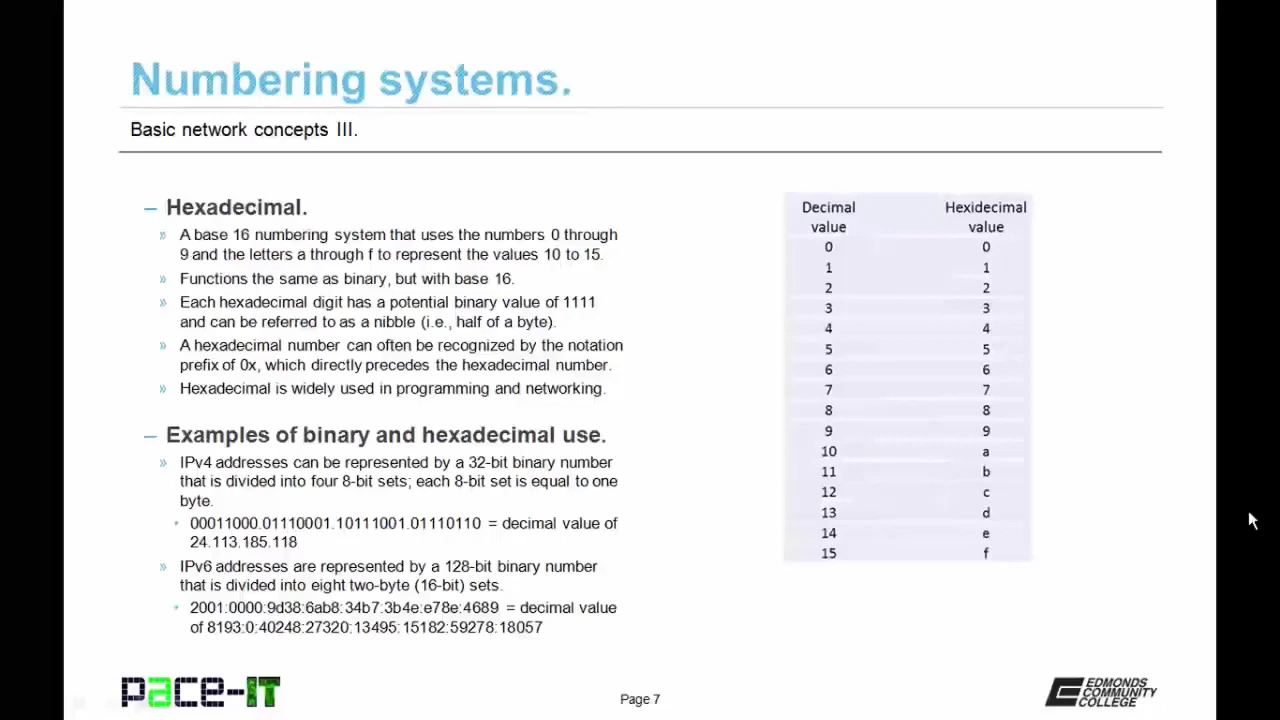 Numbering systems.
Basic network concepts III.
– Hexadecimal.
» A base 16 numbering system that uses the numbers 0 through
9 and the letters a through f to represent the values 10 to 15.
» Functions the same as binary, but with base 16.
» Each hexadecimal digit has a potential binary value of 1111
and can be referred to as a nibble (i.e., half of a byte).
» A hexadecimal number can often be recognized by the notation
prefix of 0x, which directly precedes the hexadecimal number.
» Hexadecimal is widely used in programming and networking.
– Examples of binary and hexadecimal use.
» IPv4 addresses can be represented by a 32-bit binary number
that is divided into four 8-bit sets; each 8-bit set is equal to one
byte.
• 00011000.01110001.10111001.01110110 = decimal value of
24.113.185.118
» IPv6 addresses are represented by a 128-bit binary number
that is divided into eight two-byte (16-bit) sets.
• 2001:0000:9d38:6ab8:34b7:3b4e:e78e:4689 = decimal value
of 8193:0:40248:27320:13495:15182:59278:18057
Decimal Hexidecimal
value value
0 0
1 1
2 2
3 3
4 4
5 5
6 6
7 7
8 8
9 9
10 a
11 b
12 c
13 d
14 e
15 f
pace-IT
Page 7
EDMONDS
COMMUNITY
COLLEGE